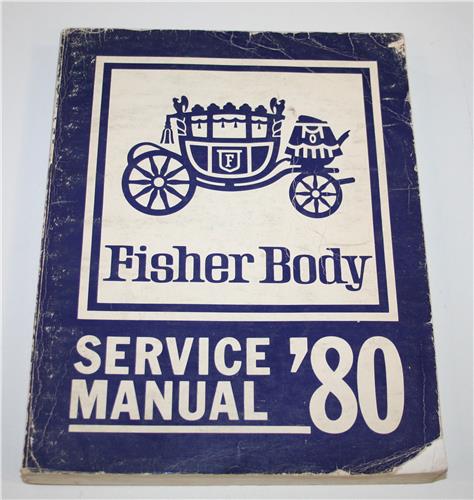 F
Fisher Body
SERVICE
MANUAL
'80